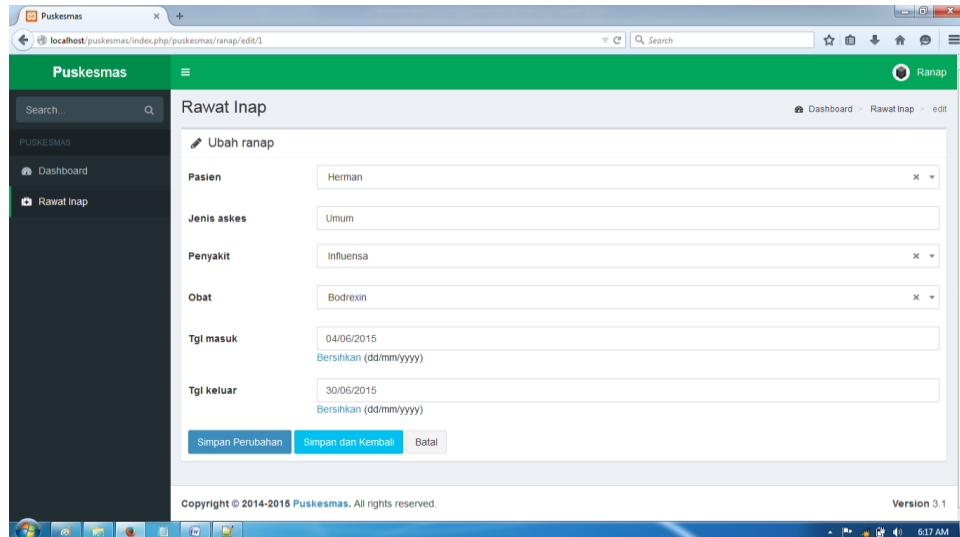 Puskesmas
localhost/puskesmas/index.php/puskesmas/ranap/edit/1
Search
Puskesmas
Ranap
Search...
Rawat Inap
Dashboard > Rawat Inap > edit
PUSKESMAS
Ubah ranap
Dashboard
Pasien Herman
Rawat Inap
Jenis askes Umum
Penyakit Influensa
Obat Bodrexin
Tgl masuk 04/06/2015
Bersihkan (dd/mm/yyyy)
Tgl keluar 30/06/2015
Bersihkan (dd/mm/yyyy)
Simpan Perubahan Simpan dan Kembali Batal
Copyright © 2014-2015 Puskesmas. All rights reserved. Version 3.1
6:17 AM